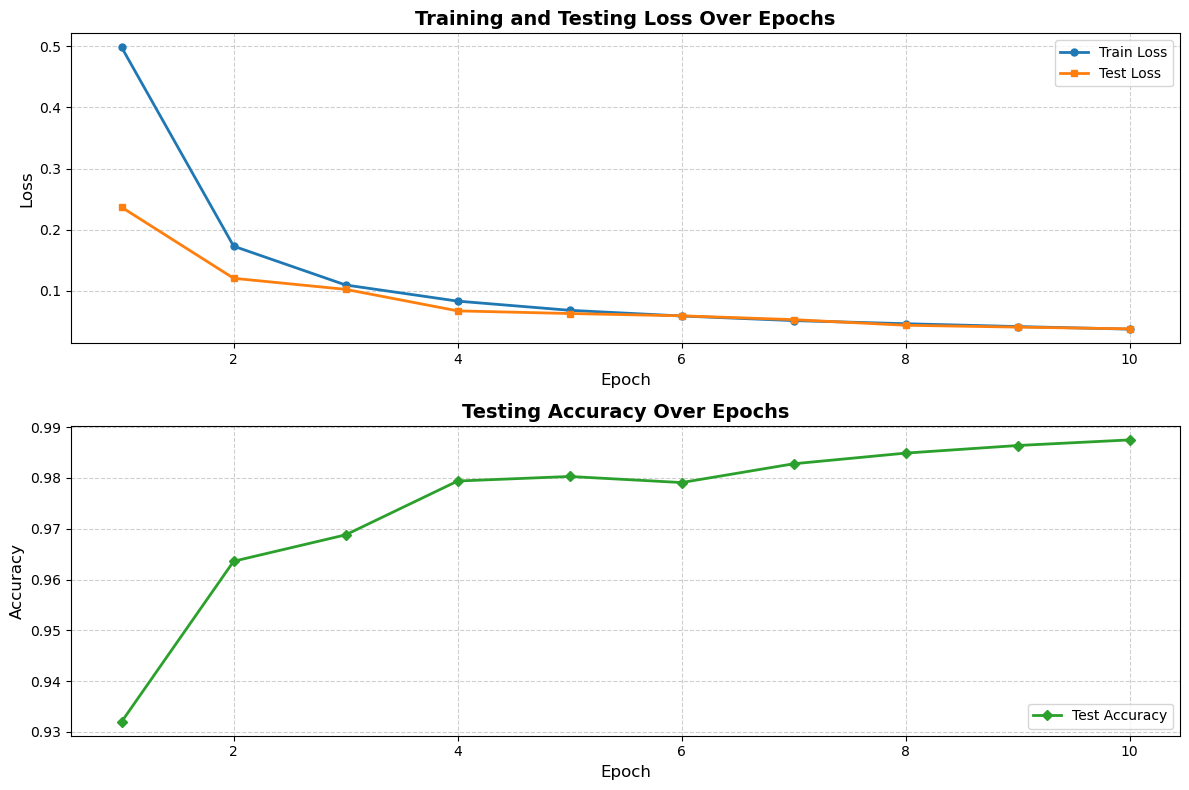 Training and Testing Loss Over Epochs
Loss
0.5
0.4
0.3
0.2
0.1
Train Loss
Test Loss
2 4 6 8 10
Epoch
Testing Accuracy Over Epochs
Accuracy
0.99
0.98
0.97
0.96
0.95
0.94
0.93
Test Accuracy
2 4 6 8 10
Epoch